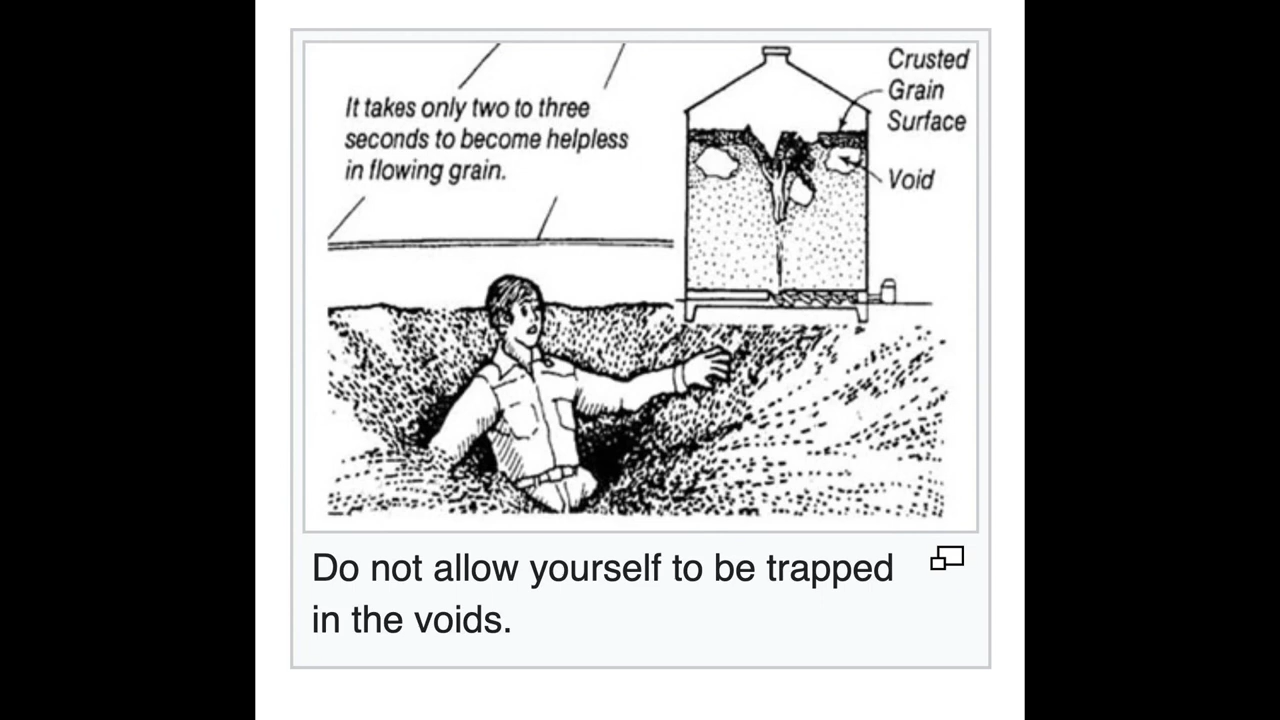 It takes only two to three
seconds to become helpless
in flowing grain.
Crusted
Grain
Surface
Void
Do not allow yourself to be trapped
in the voids.